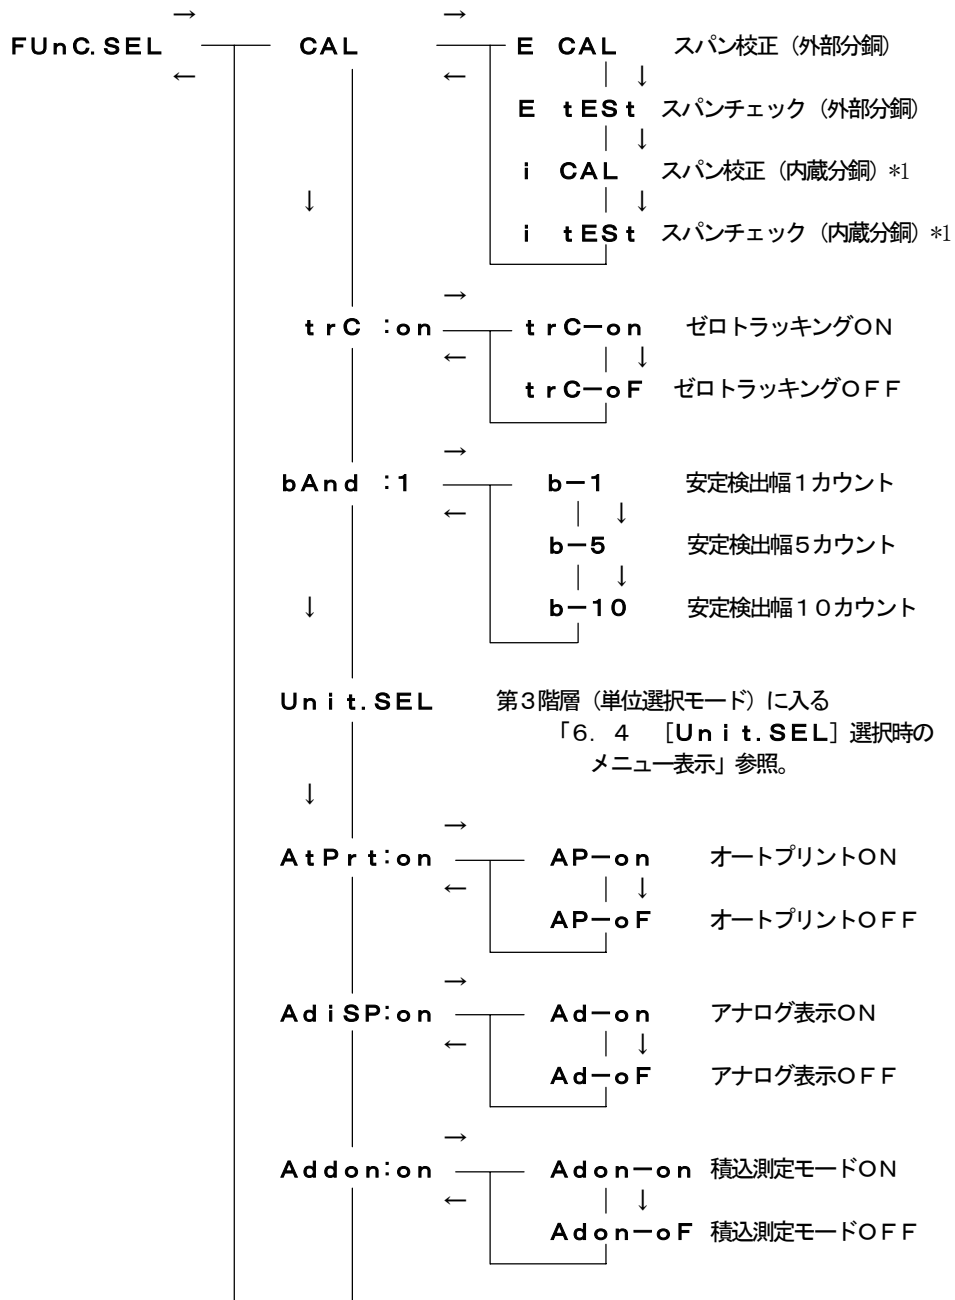 → →
FUnC.SEL CAL E CAL スパン校正（外部分銅）
← ← ↓
E tESt スパンチェック（外部分銅）
↓
i CAL スパン校正（内蔵分銅）*1
↓ ↓
i tESt スパンチェック（内蔵分銅）*1
→
trC :on trC−on ゼロトラッキングON
← ↓
trC−oF ゼロトラッキングOFF
→
bAnd :1 b−1 安定検出幅1カウント
← ↓
b−5 安定検出幅5カウント
↓
↓ b−10 安定検出幅10カウント
Unit.SEL 第3階層（単位選択モード）に入る
「6.4 ［Unit.SEL］選択時の
メニュー表示」参照。
↓
→
AtPrt:on AP−on オートプリントON
← ↓
AP−oF オートプリントOFF
→
AdiSP:on Ad−on アナログ表示ON
← ↓
Ad−oF アナログ表示OFF
→
Addon:on Adon−on 積込測定モードON
← ↓
Adon−oF 積込測定モードOFF